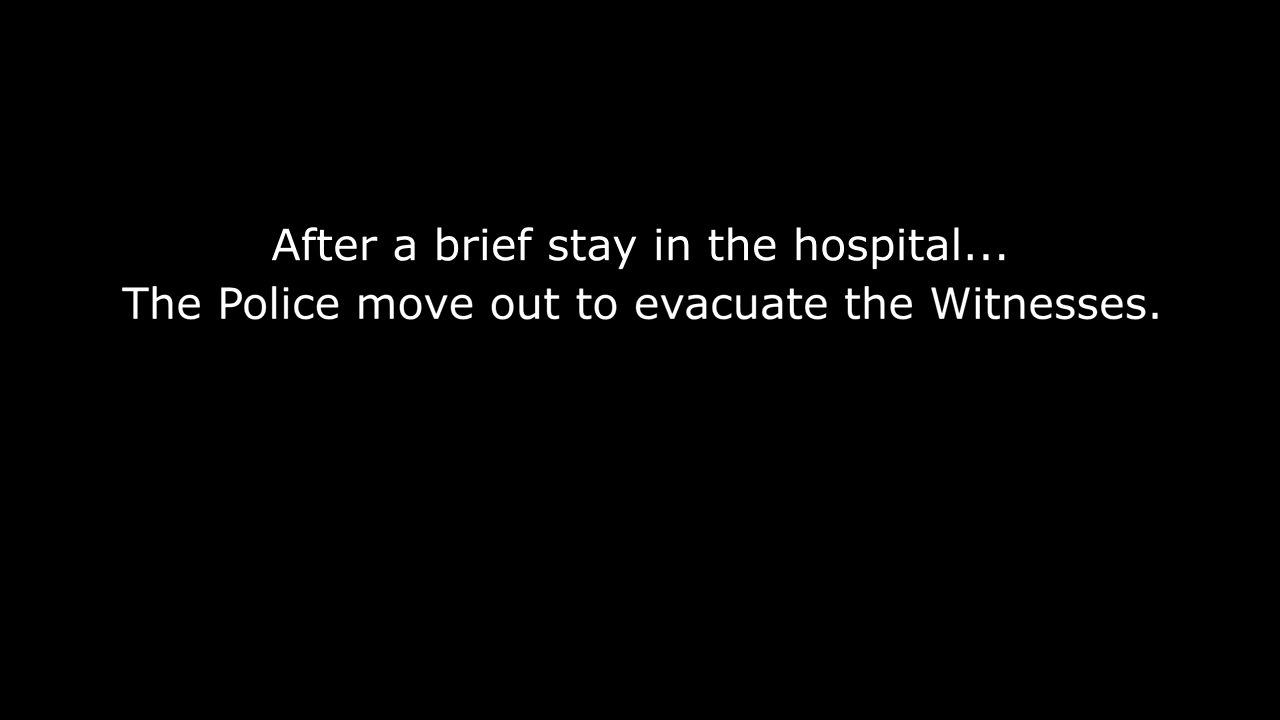 After a brief stay in the hospital...
The Police move out to evacuate the Witnesses.